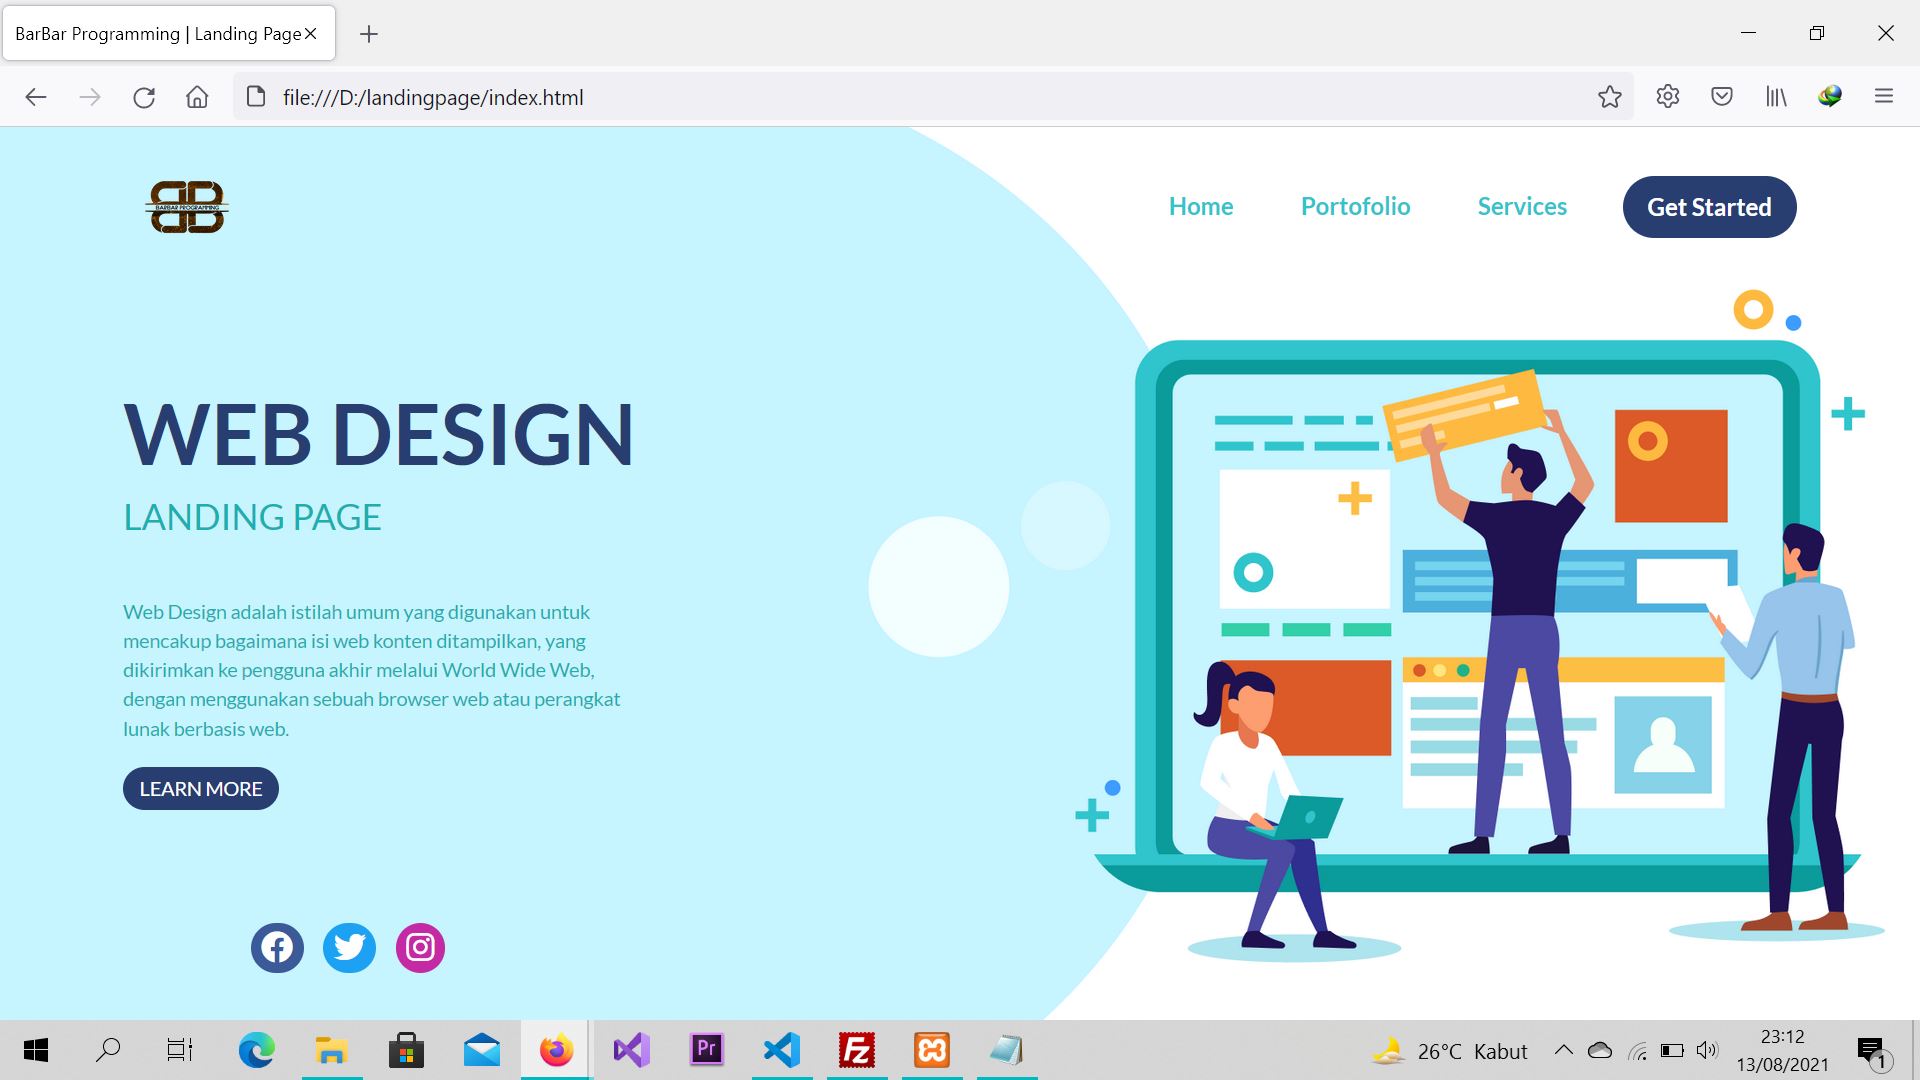 BarBar Programming | Landing Page
file:///D:/landingpage/index.html
BARBAR PROGRAMMING
Home
Portofolio
Services
Get Started
WEB DESIGN
LANDING PAGE
Web Design adalah istilah umum yang digunakan untuk
mencakup bagaimana isi web konten ditampilkan, yang
dikirimkan ke pengguna akhir melalui World Wide Web,
dengan menggunakan sebuah browser web atau perangkat
lunak berbasis web.
LEARN MORE
Pr
Fz
26°C Kabut
23:12
13/08/2021
1